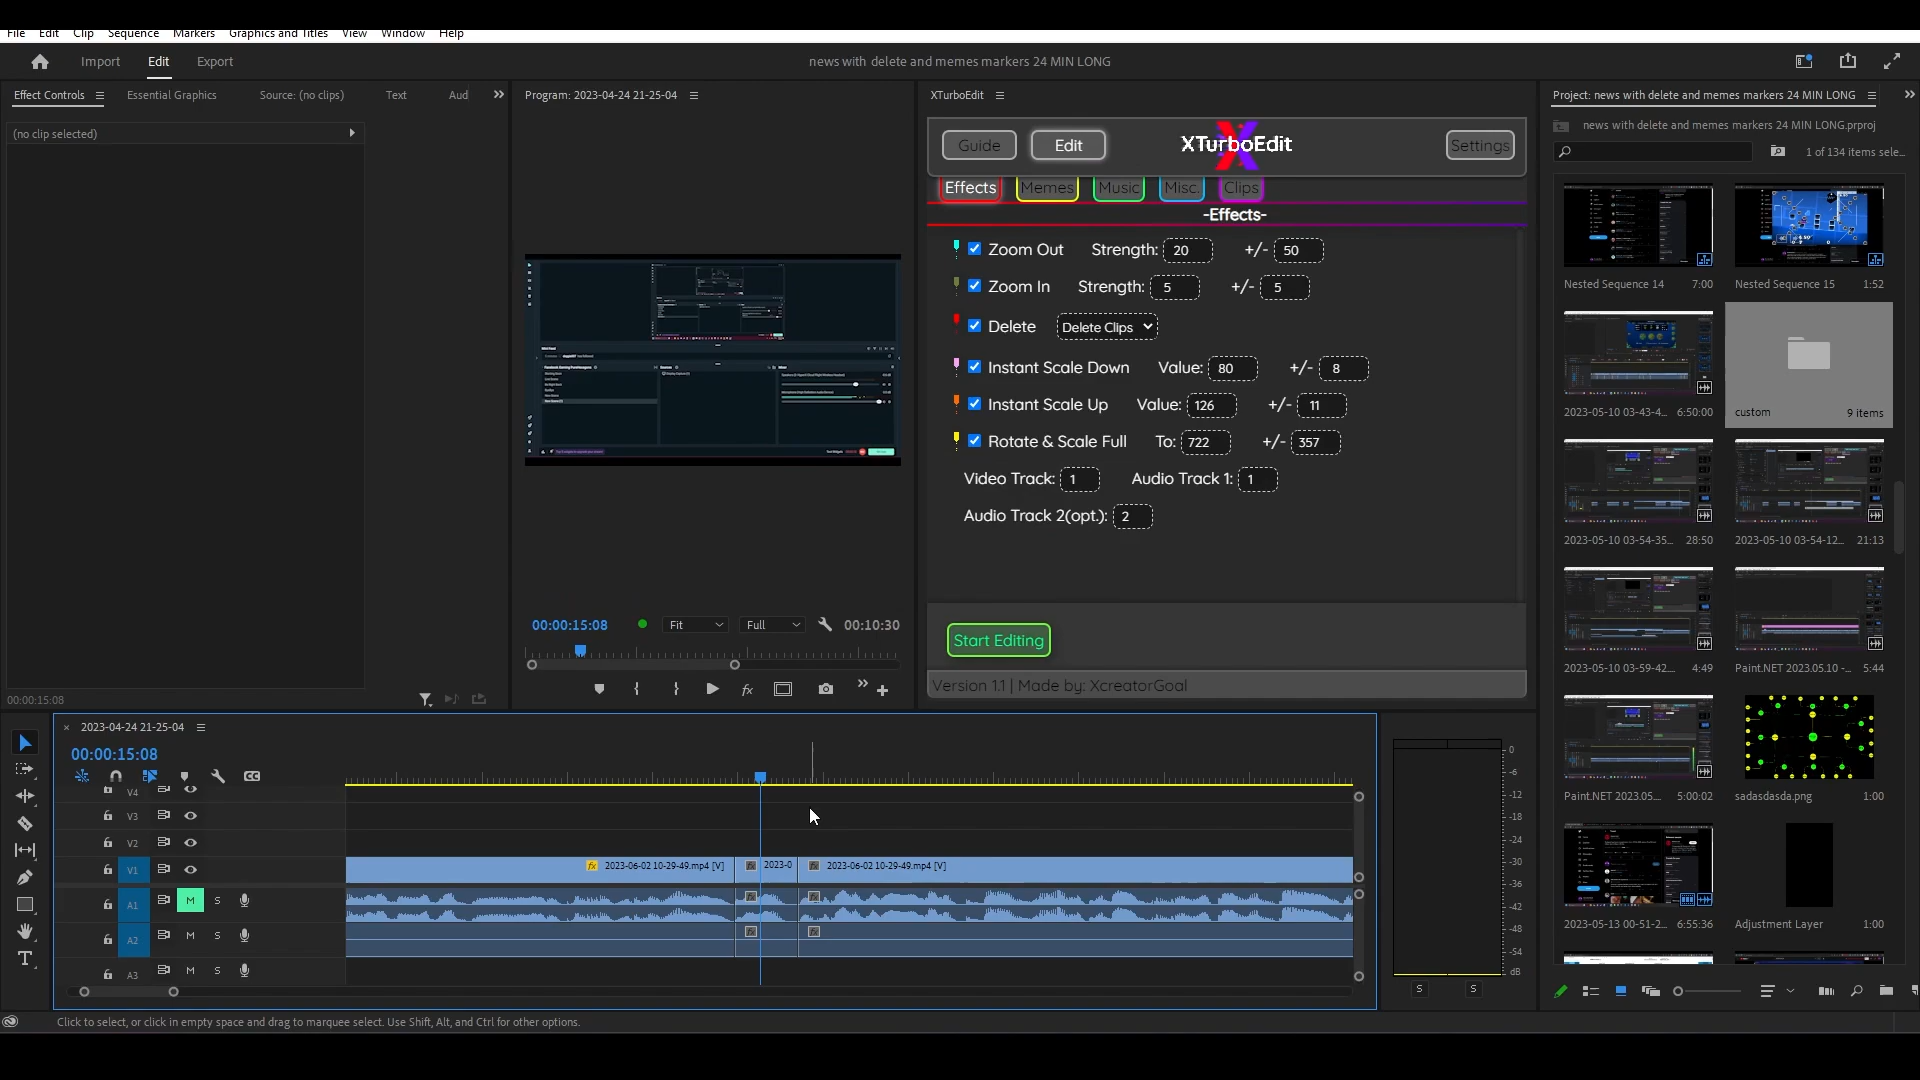 File Edit Clip Sequence Markers Graphics and Titles View Window Help
Import Edit Export
news with delete and memes markers 24 MIN LONG
Effect Controls Essential Graphics Source: (no clips) Text Aud
(no clip selected)
00:00:15:08
Program: 2023-04-24 21-25-04
00:00:15:08 Fit Full 00:10:30
XTurboEdit
Guide Edit XTurboEdit Settings
Effects Memes Music Misc. Clips
-Effects-
Zoom Out Strength: 20 +/- 50
Zoom In Strength: 5 +/- 5
Delete Delete Clips
Instant Scale Down Value: 80 +/- 8
Instant Scale Up Value: 126 +/- 11
Rotate & Scale Full To: 722 +/- 357
Video Track: 1 Audio Track 1: 1
Audio Track 2(opt.): 2
Start Editing
Version 1.1 | Made by: XcreatorGoal
Project: news with delete and memes markers 24 MIN LONG
news with delete and memes markers 24 MIN LONG.prproj
1 of 134 items sele...
Nested Sequence 14 7:00
Nested Sequence 15 1:52
2023-05-10 03-43-4... 6:50:00
custom 9 items
2023-05-10 03-54-35... 28:50
2023-05-10 03-54-12... 21:13
2023-05-10 03-59-42... 4:49
Paint.NET 2023.05.10 -... 5:44
Paint.NET 2023.05.... 5:00:02
sadasdasda.png 1:00
2023-05-13 00-51-2... 6:55:36
Adjustment Layer 1:00
× 2023-04-24 21-25-04
00:00:15:08
V4
V3
V2
V1 fx 2023-06-02 10-29-49.mp4 [V] fx 2023-0 fx 2023-06-02 10-29-49.mp4 [V]
A1 M S
A2 M S
A3 M S
0
-6
-12
-18
-24
-30
-36
-42
-48
-54
dB
S S
Click to select, or click in empty space and drag to marquee select. Use Shift, Alt, and Ctrl for other options.